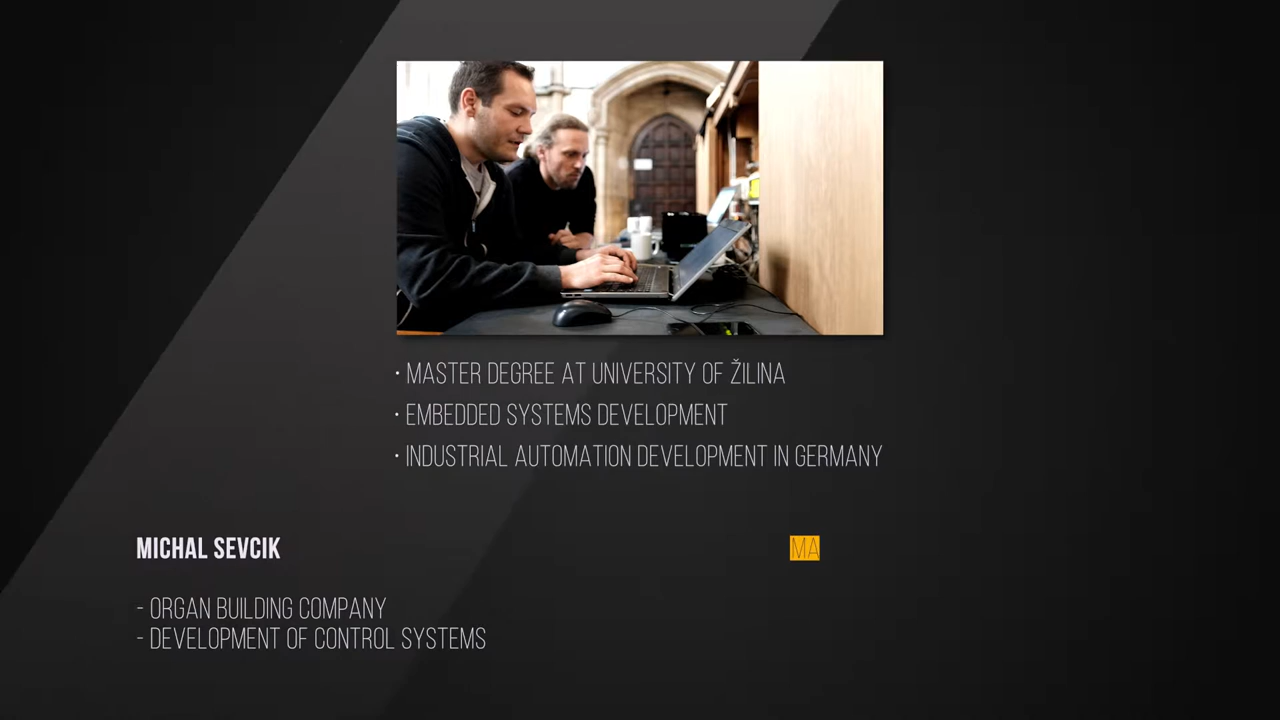 · MASTER DEGREE AT UNIVERSITY OF ŽILINA
· EMBEDDED SYSTEMS DEVELOPMENT
· INDUSTRIAL AUTOMATION DEVELOPMENT IN GERMANY
MICHAL SEVCIK
MA
- ORGAN BUILDING COMPANY
- DEVELOPMENT OF CONTROL SYSTEMS